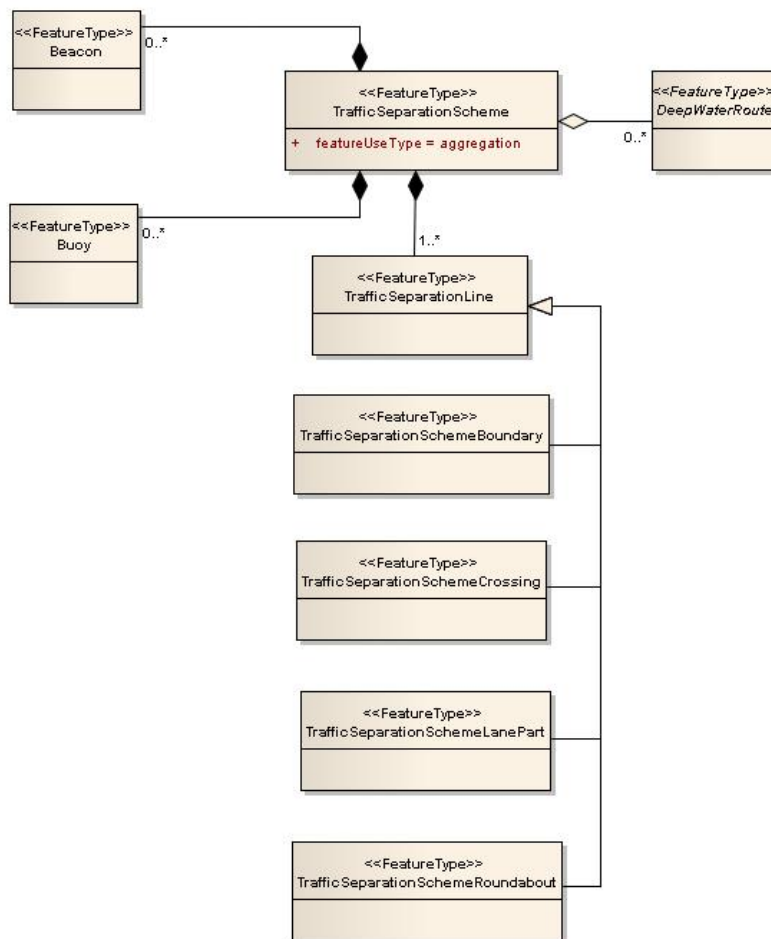 <<FeatureType>>
Beacon
0..*
<<FeatureType>>
TrafficSeparationScheme
+ featureUseType = aggregation
<<FeatureType>>
DeepWaterRoute
0..*
<<FeatureType>>
Buoy
0..*
1..*
<<FeatureType>>
TrafficSeparationLine
<<FeatureType>>
TrafficSeparationSchemeBoundary
<<FeatureType>>
TrafficSeparationSchemeCrossing
<<FeatureType>>
TrafficSeparationSchemeLanePart
<<FeatureType>>
TrafficSeparationSchemeRoundabout